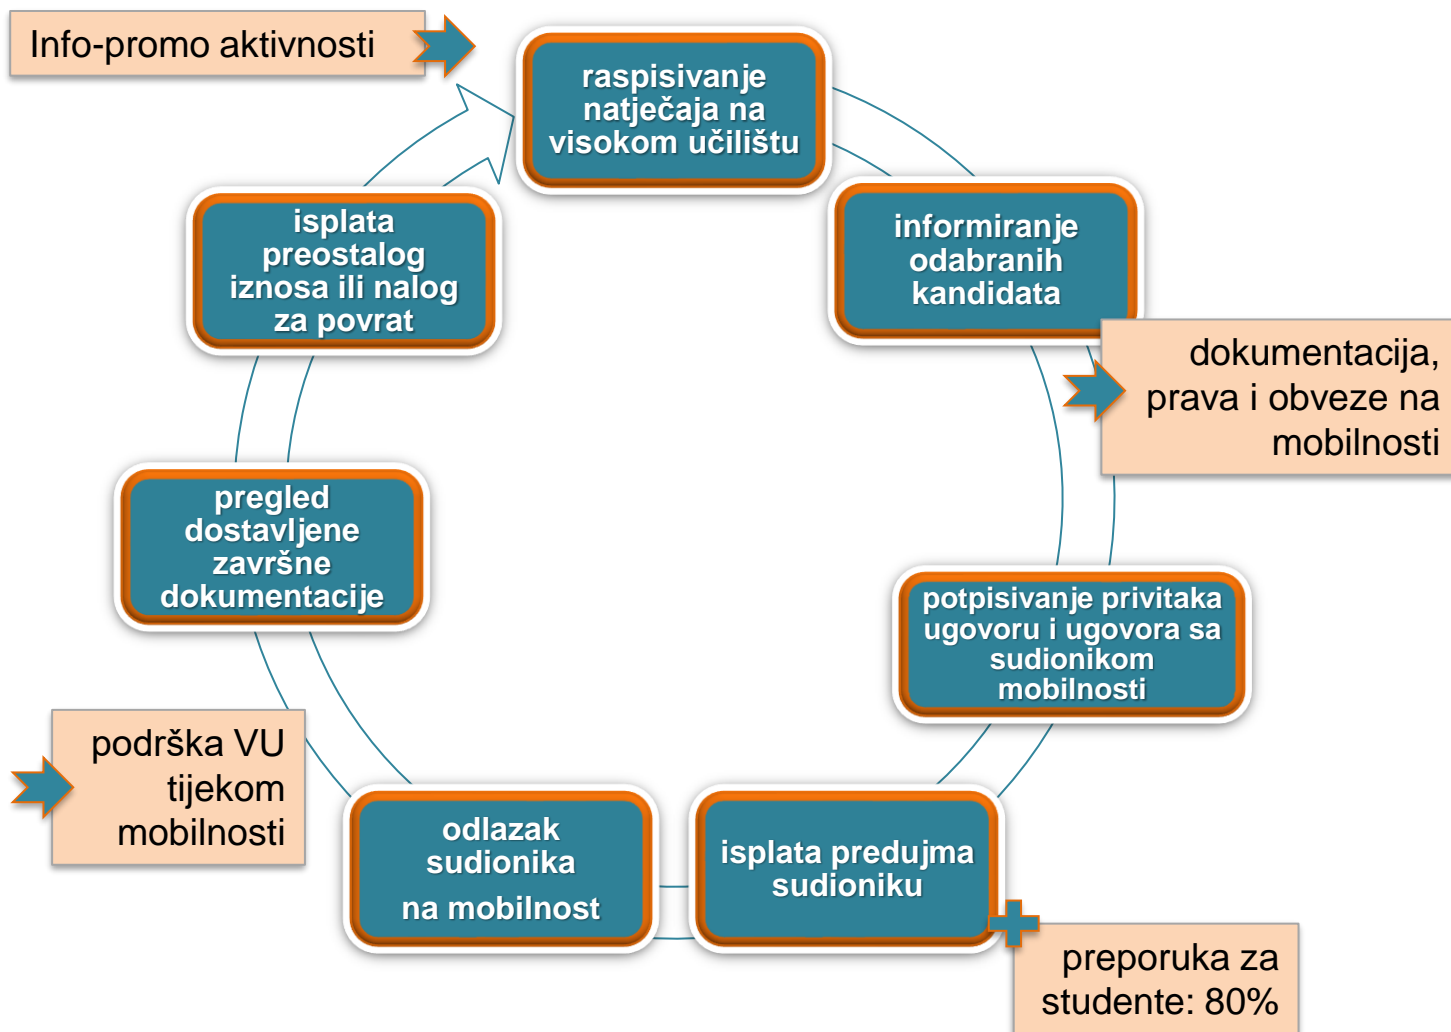 Info-promo aktivnosti
raspisivanje
natječaja na
visokom učilištu
informiranje
odabranih
kandidata
dokumentacija,
prava i obveze na
mobilnosti
potpisivanje privitaka
ugovoru i ugovora sa
sudionikom
mobilnosti
isplata predujma
sudioniku
preporuka za
studente: 80%
odlazak
sudionika
na mobilnost
podrška VU
tijekom
mobilnosti
pregled
dostavljene
završne
dokumentacije
isplata
preostalog
iznosa ili nalog
za povrat